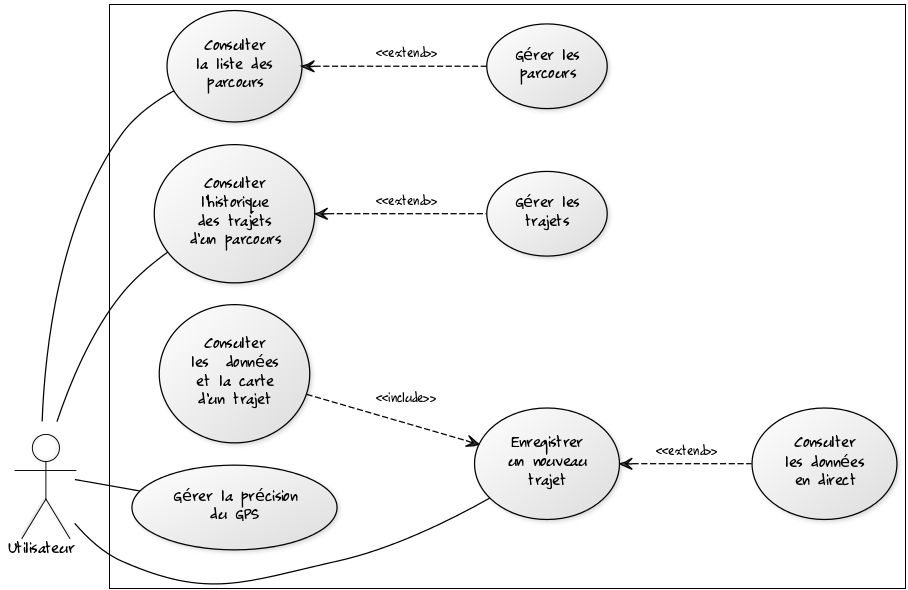 Consulter
la liste des
parcours
<<extend>>
Gérer les
parcours
Consulter
l'historique
des trajets
d'un parcours
<<extend>>
Gérer les
trajets
Consulter
les données
et la carte
d'un trajet
<<include>>
Enregistrer
un nouveau
trajet
<<extend>>
Consulter
les données
en direct
Gérer la précision
du GPS
Utilisateur